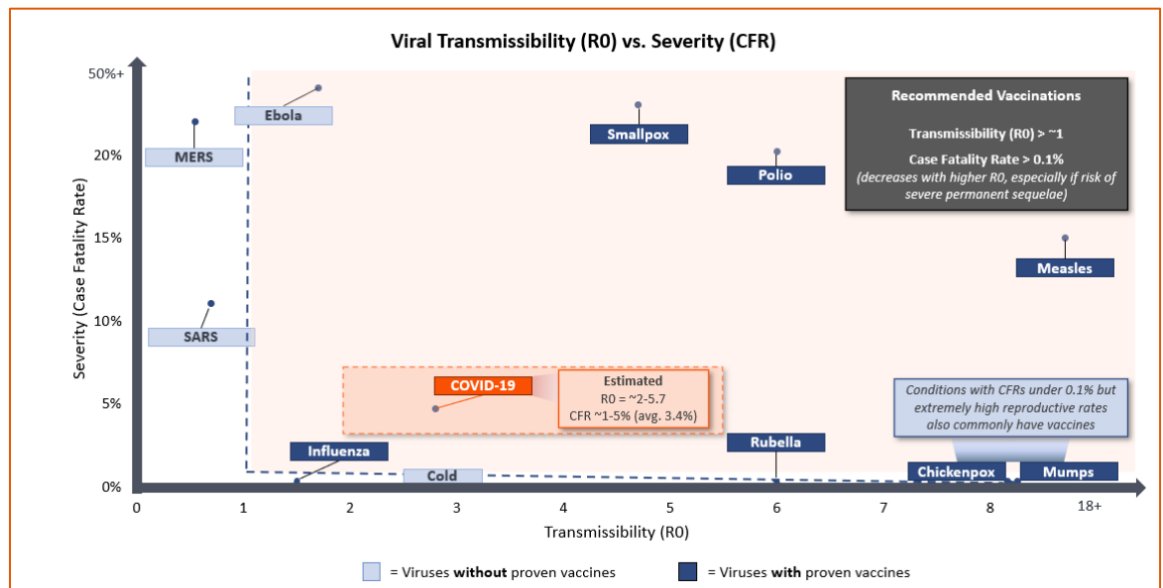 Viral Transmissibility (R0) vs. Severity (CFR)
50%+
20%
15%
10%
5%
0%
Severity (Case Fatality Rate)
Ebola
MERS
SARS
Smallpox
Polio
Measles
Recommended Vaccinations
Transmissibility (R0) > ~1
Case Fatality Rate > 0.1%
(decreases with higher R0, especially if risk of
severe permanent sequelae)
COVID-19
Estimated
R0 = ~2-5.7
CFR ~1-5% (avg. 3.4%)
Conditions with CFRs under 0.1% but
extremely high reproductive rates
also commonly have vaccines
Influenza
Cold
Rubella
Chickenpox
Mumps
0 1 2 3 4 5 6 7 8 18+
Transmissibility (R0)
= Viruses without proven vaccines
= Viruses with proven vaccines